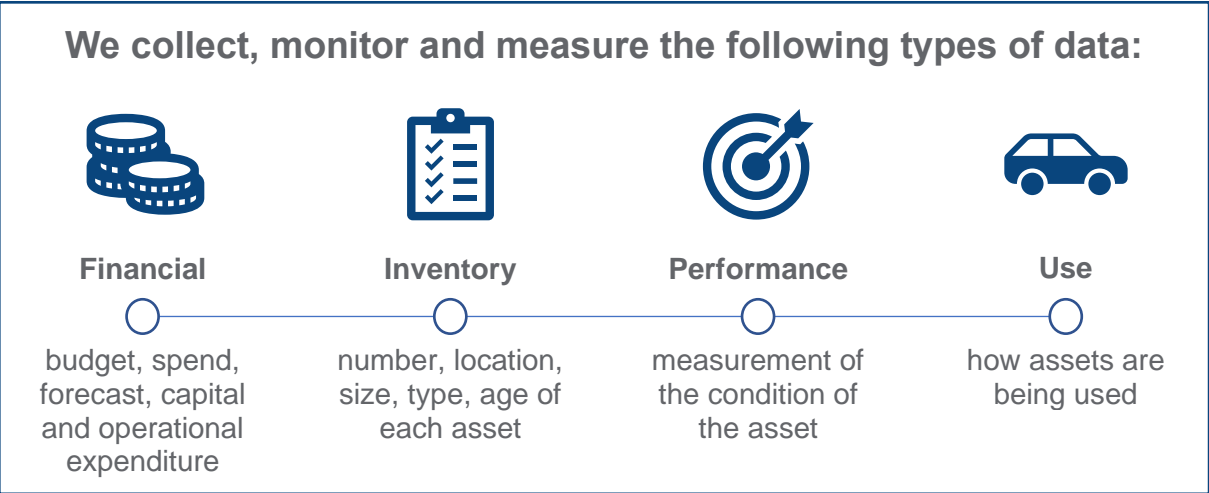 We collect, monitor and measure the following types of data:
Financial
budget, spend,
forecast, capital
and operational
expenditure
Inventory
number, location,
size, type, age of
each asset
Performance
measurement of
the condition of
the asset
Use
how assets are
being used